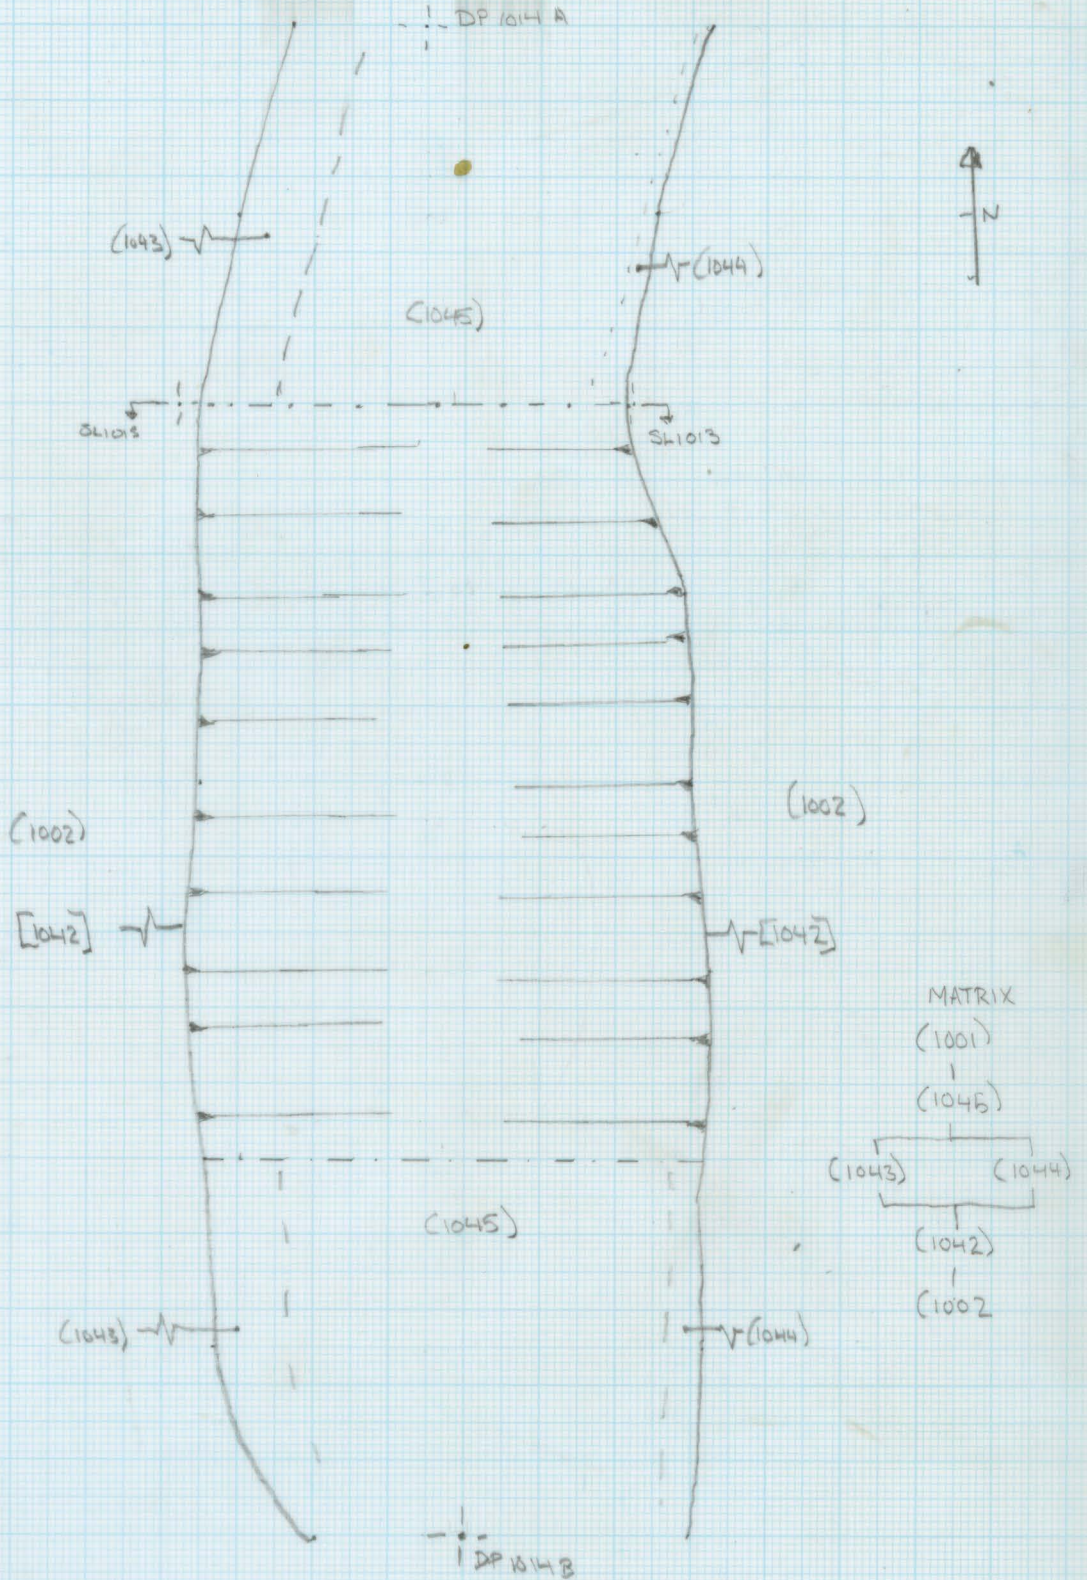 DP 1014 A
(1043)
(1044)
N
(1045)
SL1013
SL1013
(1002)
(1002)
[1042]
[1042]
MATRIX
(1001)
(1045)
(1043) (1044)
(1042)
(1002
(1045)
(1043)
(1044)
DP 1014 B